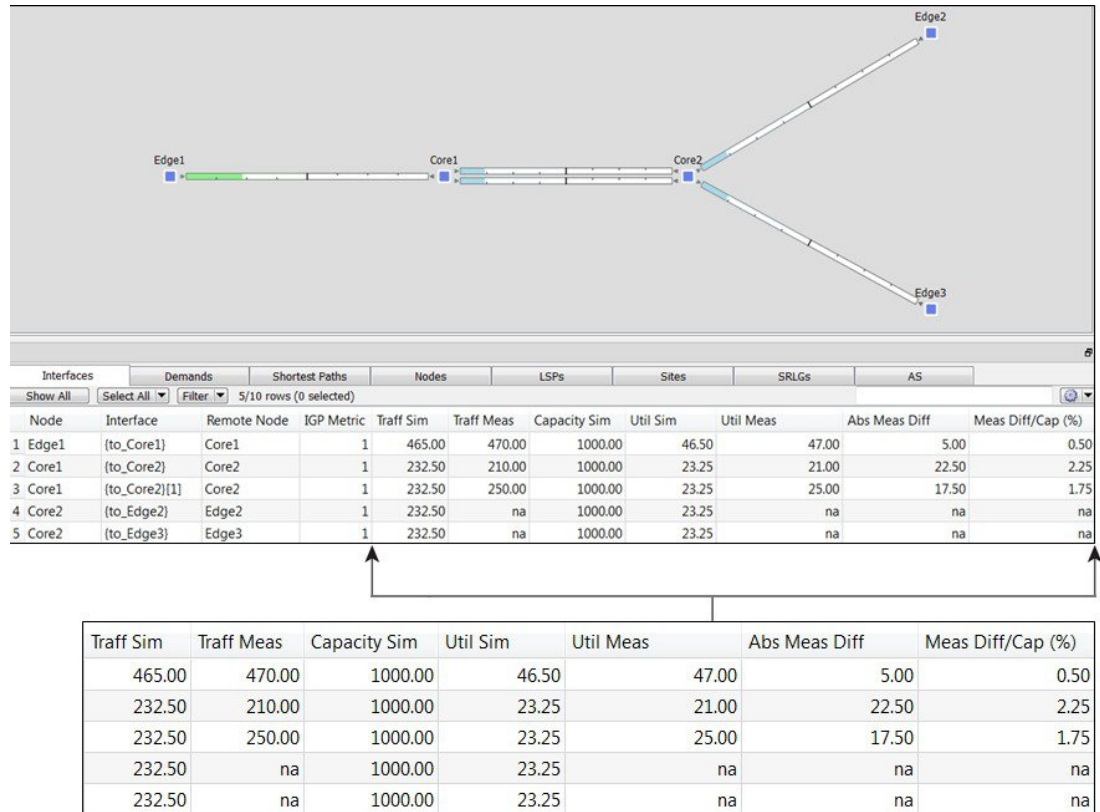 Edge2
Edge1
Core1
Core2
Edge3
Interfaces Demands Shortest Paths Nodes LSPs Sites SRLGs AS
Show All Select All Filter 5/10 rows (0 selected)
Node Interface Remote Node IGP Metric Traff Sim Traff Meas Capacity Sim Util Sim Util Meas Abs Meas Diff Meas Diff/Cap (%)
1 Edge1 {to_Core1} Core1 1 465.00 470.00 1000.00 46.50 47.00 5.00 0.50
2 Core1 {to_Core2} Core2 1 232.50 210.00 1000.00 23.25 21.00 22.50 2.25
3 Core1 {to_Core2}[1] Core2 1 232.50 250.00 1000.00 23.25 25.00 17.50 1.75
4 Core2 {to_Edge2} Edge2 1 232.50 na 1000.00 23.25 na na na
5 Core2 {to_Edge3} Edge3 1 232.50 na 1000.00 23.25 na na na
Traff Sim Traff Meas Capacity Sim Util Sim Util Meas Abs Meas Diff Meas Diff/Cap (%)
465.00 470.00 1000.00 46.50 47.00 5.00 0.50
232.50 210.00 1000.00 23.25 21.00 22.50 2.25
232.50 250.00 1000.00 23.25 25.00 17.50 1.75
232.50 na 1000.00 23.25 na na na
232.50 na 1000.00 23.25 na na na